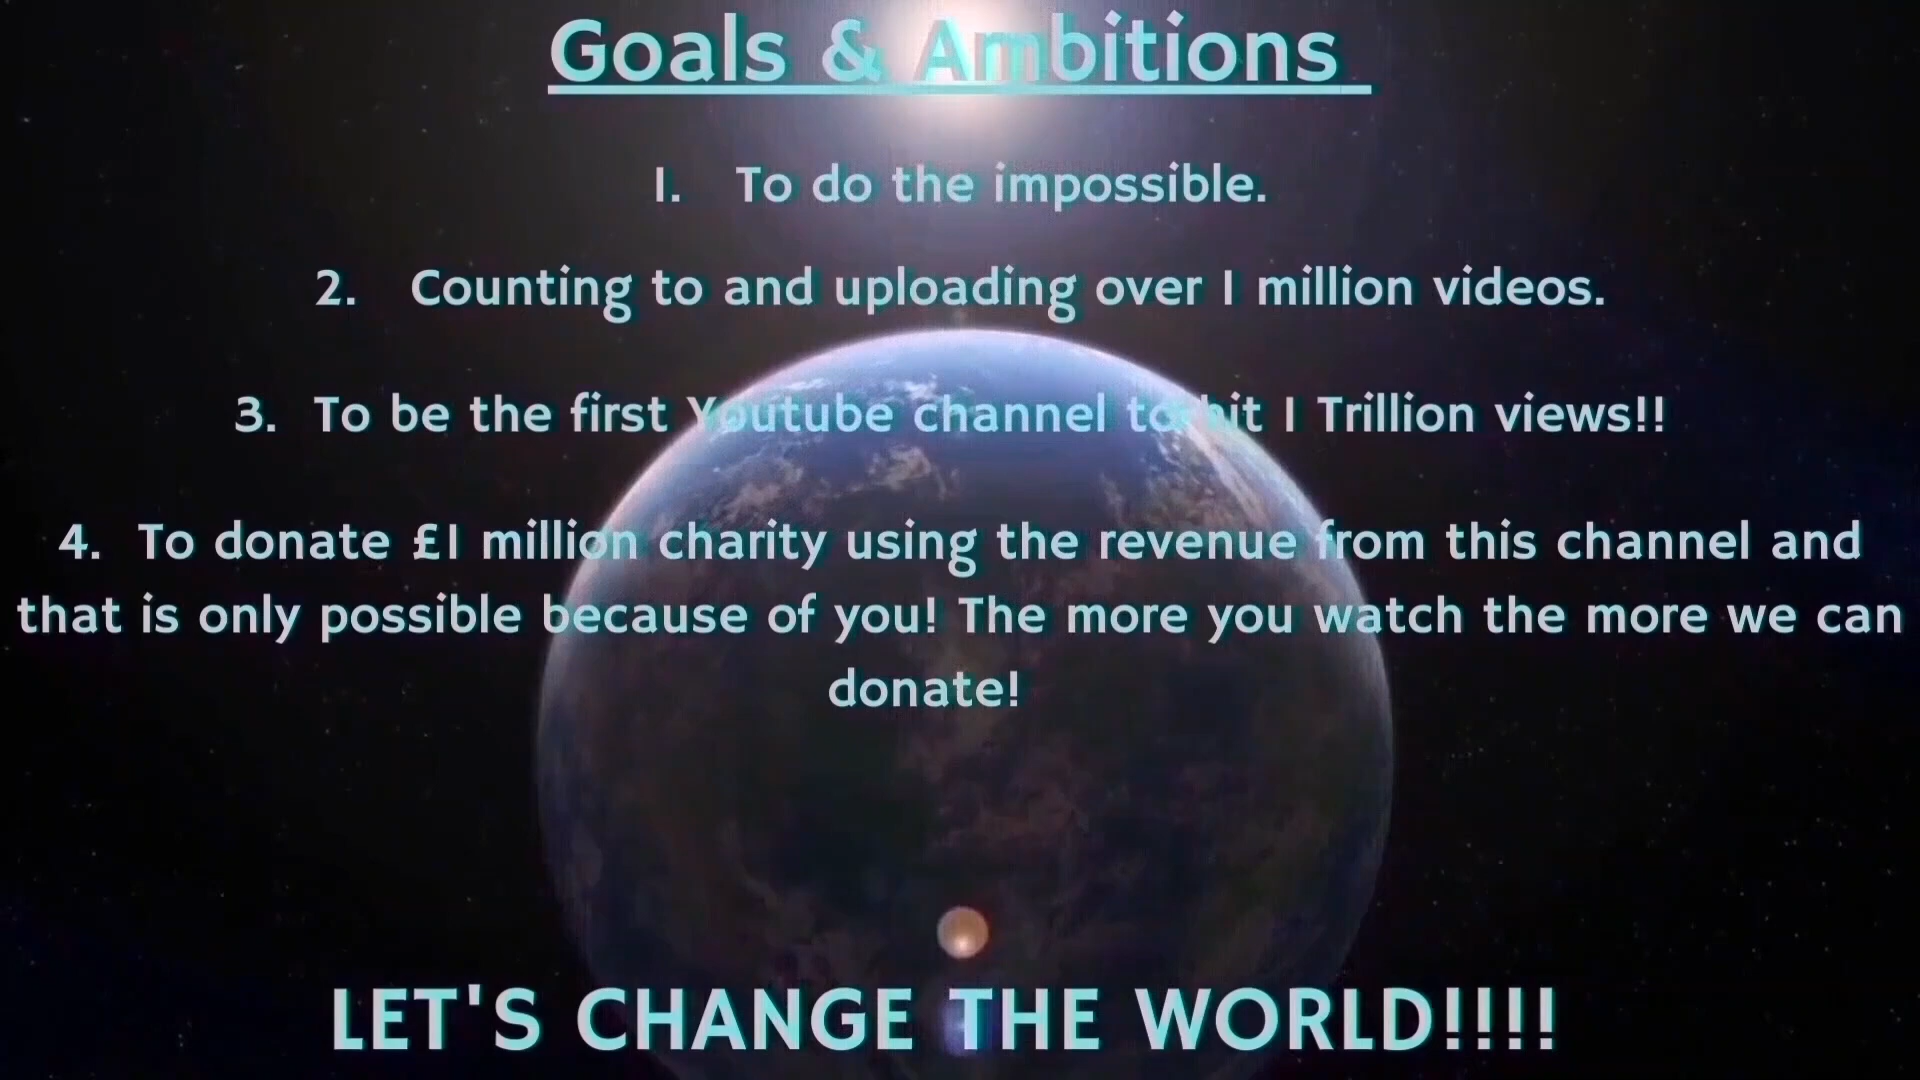 Goals & Ambitions
1. To do the impossible.
2. Counting to and uploading over 1 million videos.
3. To be the first Youtube channel to hit 1 Trillion views!!
4. To donate £1 million charity using the revenue from this channel and
that is only possible because of you! The more you watch the more we can
donate!
LET'S CHANGE THE WORLD!!!!